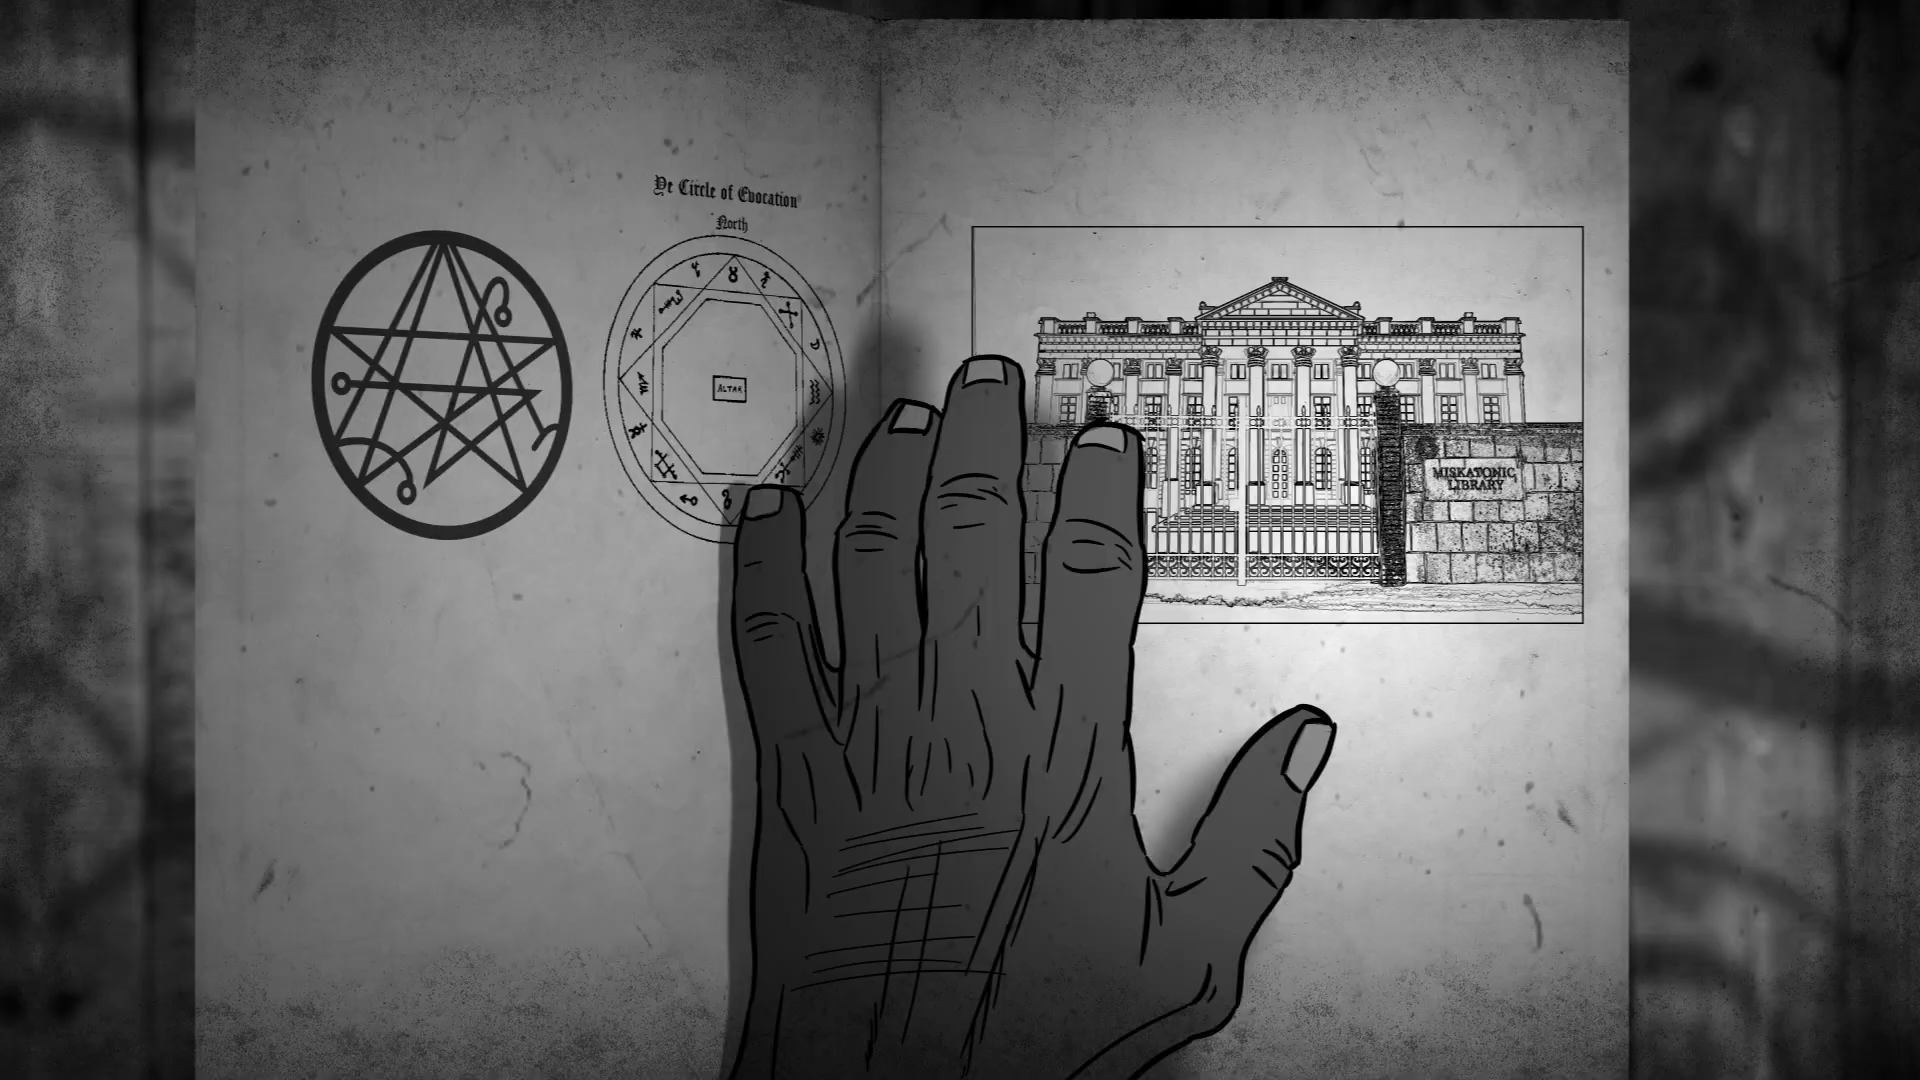 Ye Circle of Evocation
North
ALTAR
MISKATONIC
LIBRARY